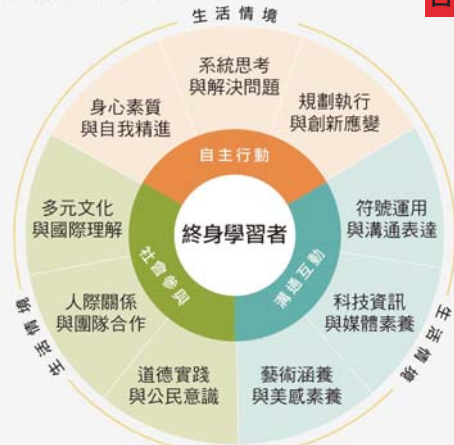 生活情境
系統思考
與解決問題
身心素質
與自我精進
規劃執行
與創新應變
自主行動
多元文化
與國際理解
符號運用
與溝通表達
終身學習者
社會參與
溝通互動
人際關係
與團隊合作
科技資訊
與媒體素養
生活情境
生活情境
道德實踐
與公民意識
藝術涵養
與美感素養